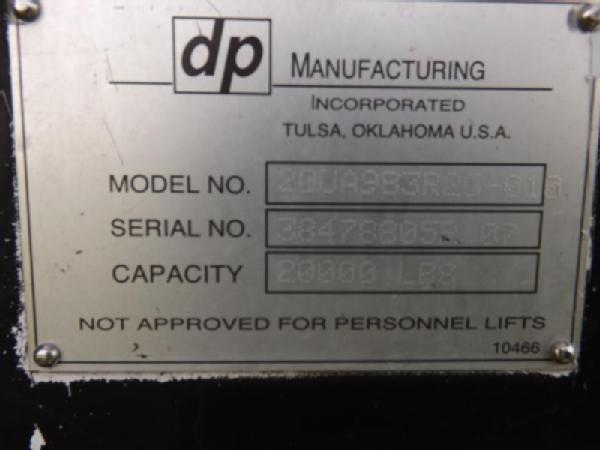 dp MANUFACTURING
INCORPORATED
TULSA, OKLAHOMA U.S.A.
MODEL NO.
SERIAL NO.
CAPACITY 20000 LBS
NOT APPROVED FOR PERSONNEL LIFTS
10466